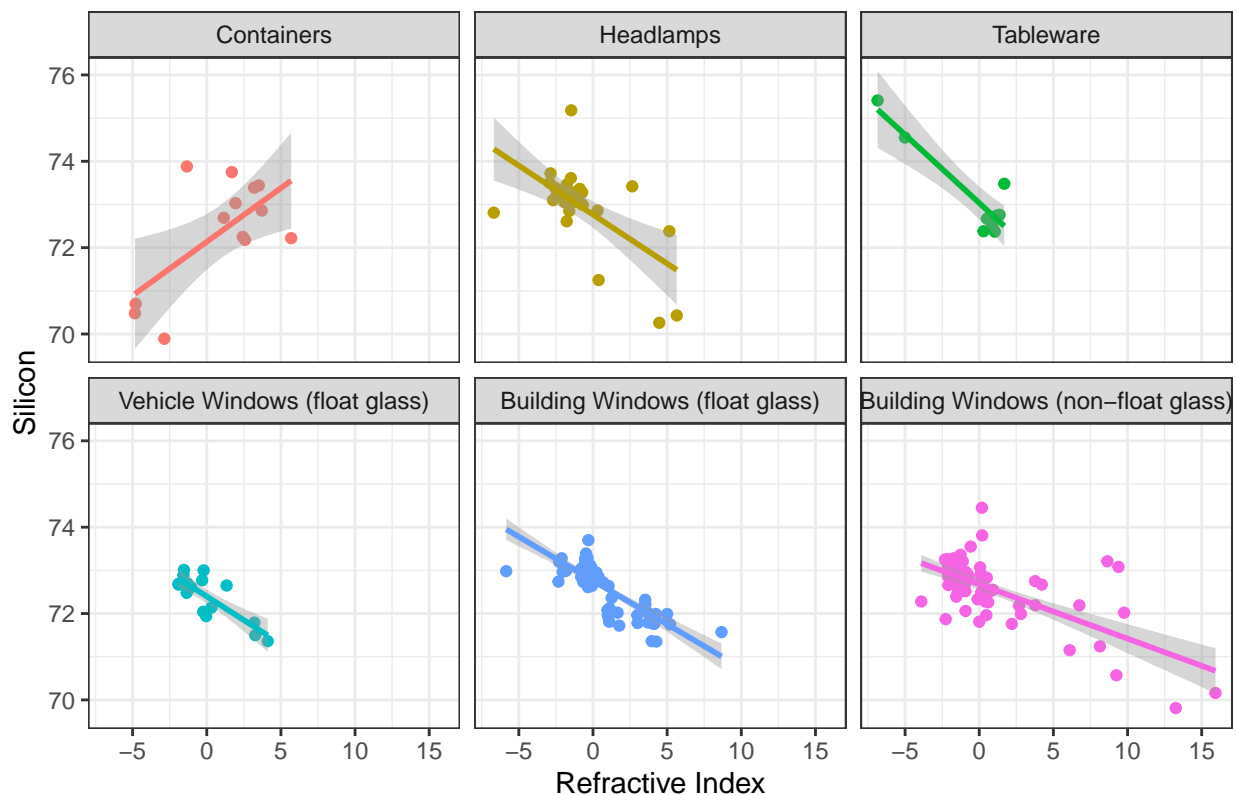 Containers
Headlamps
Tableware
76
74
72
70
Vehicle Windows (float glass)
Building Windows (float glass)
Building Windows (non−float glass)
76
74
72
70
−5 0 5 10 15
−5 0 5 10 15
−5 0 5 10 15
Refractive Index
Silicon